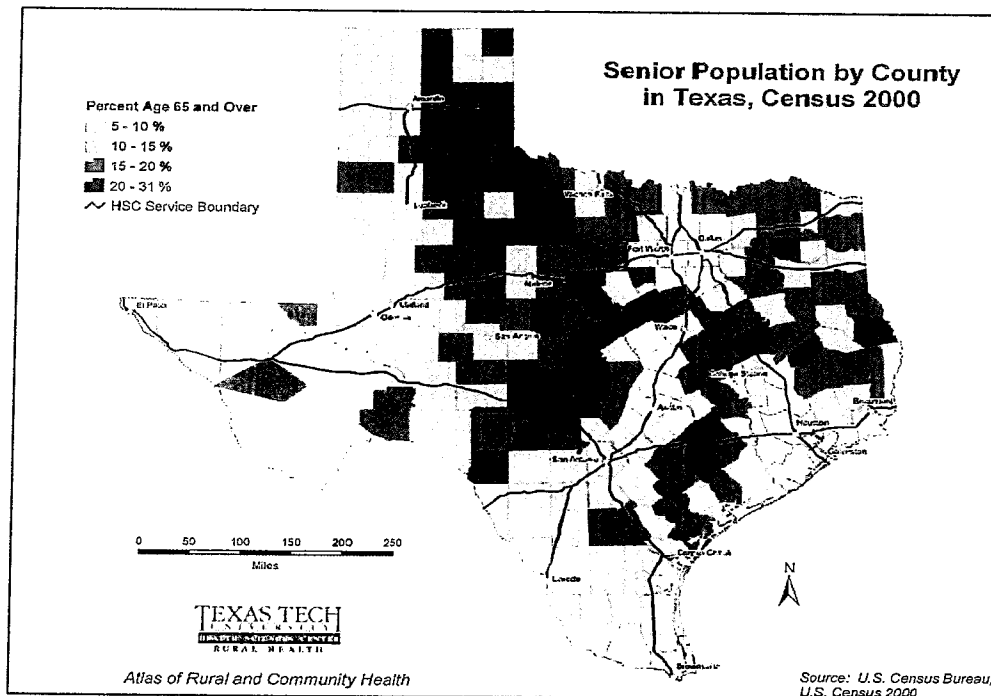 Senior Population by County
in Texas, Census 2000
Percent Age 65 and Over
5 - 10 %
10 - 15 %
15 - 20 %
20 - 31 %
HSC Service Boundary
Amarillo
Lubbock
Wichita Falls
Fort Worth
Dallas
Abilene
El Paso
Midland
Odessa
San Angelo
Waco
College Station
Austin
Beaumont
Houston
Galveston
San Antonio
Corpus Christi
Laredo
Brownsville
0 50 100 150 200 250
Miles
N
TEXAS TECH
UNIVERSITY
HEALTH SCIENCES CENTER
RURAL HEALTH
Atlas of Rural and Community Health
Source: U.S. Census Bureau,
U.S. Census 2000